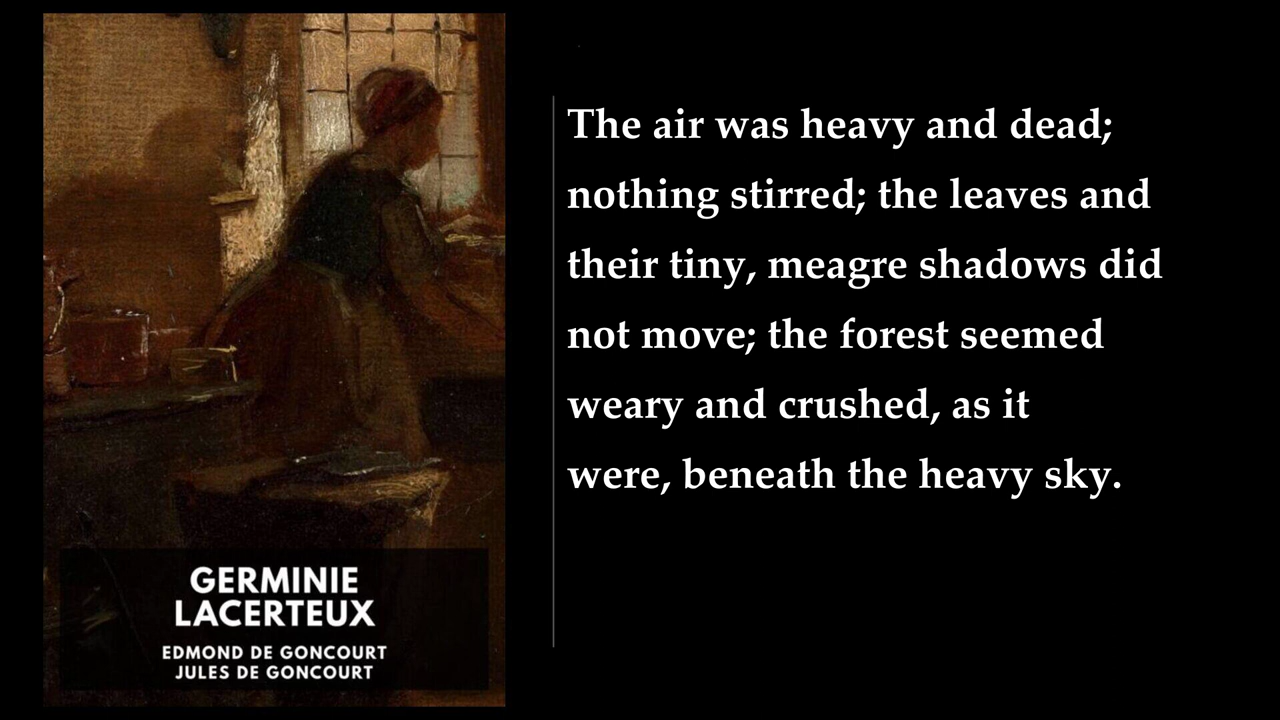 The air was heavy and dead;
nothing stirred; the leaves and
their tiny, meagre shadows did
not move; the forest seemed
weary and crushed, as it
were, beneath the heavy sky.
GERMINIE
LACERTEUX
EDMOND DE GONCOURT
JULES DE GONCOURT